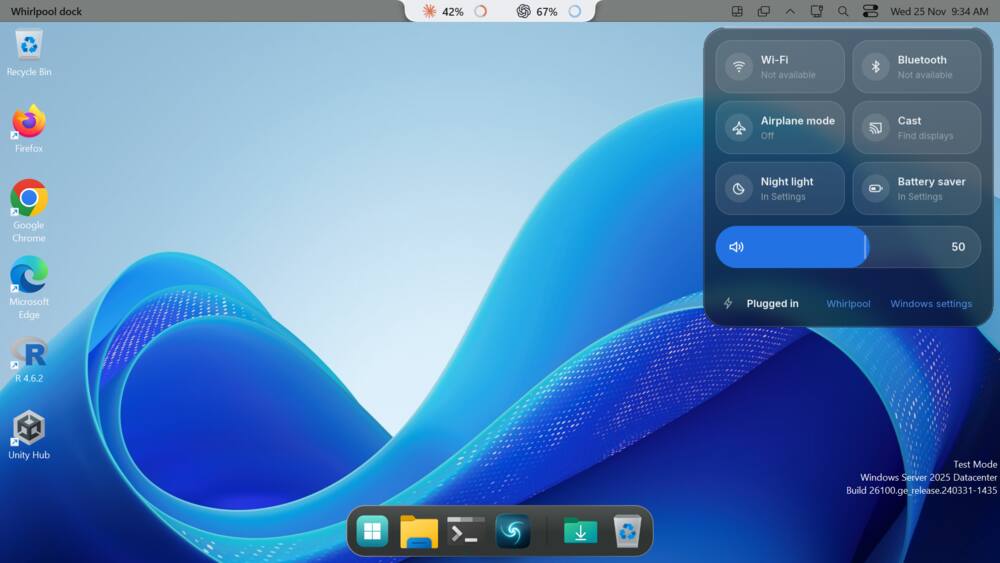 Whirlpool dock
42%
67%
Wed 25 Nov 9:34 AM
Recycle Bin
Firefox
Google
Chrome
Microsoft
Edge
R 4.6.2
Unity Hub
Wi-Fi
Not available
Bluetooth
Not available
Airplane mode
Off
Cast
Find displays
Night light
In Settings
Battery saver
In Settings
50
Plugged in
Whirlpool
Windows settings
Test Mode
Windows Server 2025 Datacenter
Build 26100.ge_release.240331-1435